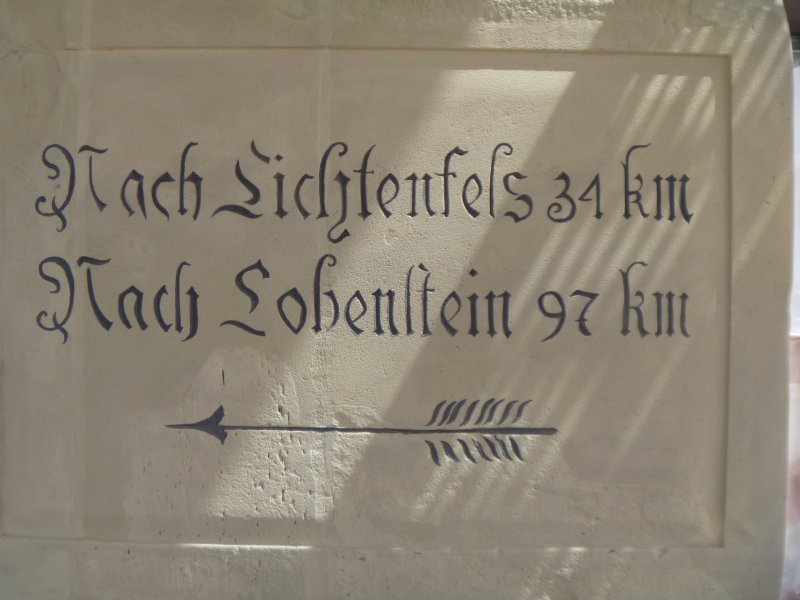 Nach Lichtenfels 34 km
Nach Lobenstein 97 km